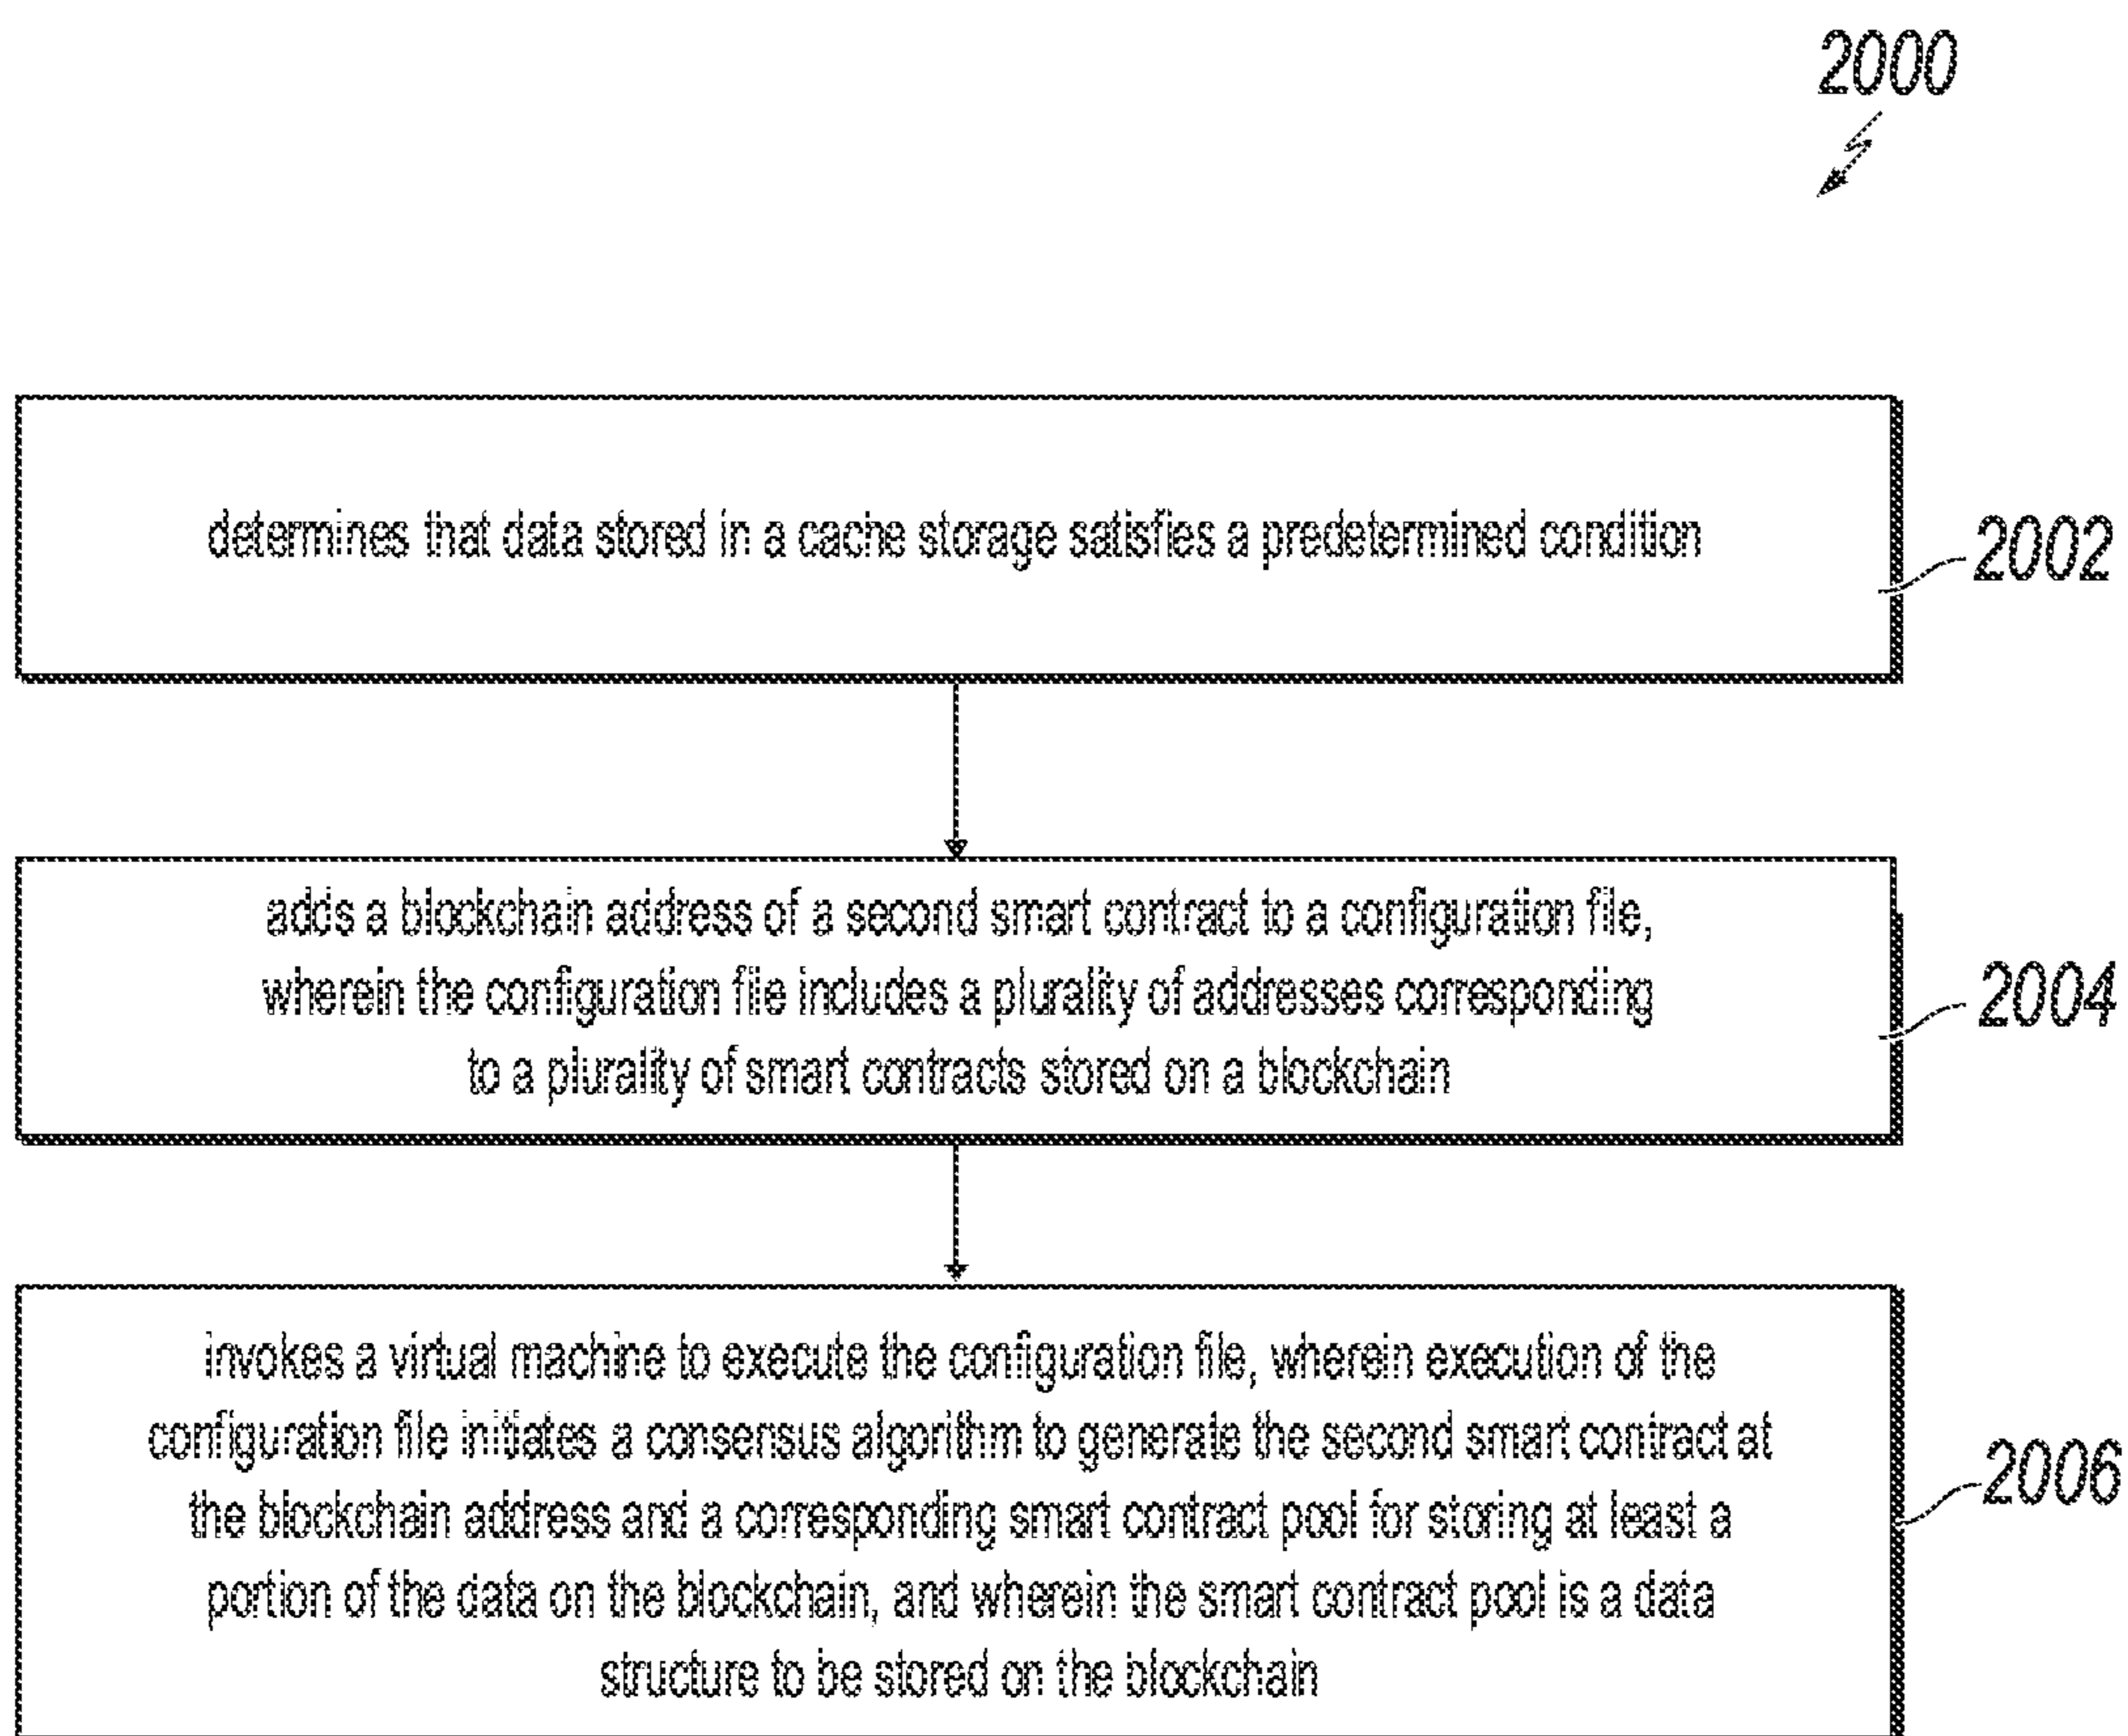 2000
determines that data stored in a cache storage satisfies a predetermined condition
2002
adds a blockchain address of a second smart contract to a configuration file,
wherein the configuration file includes a plurality of addresses corresponding
to a plurality of smart contracts stored on a blockchain
2004
invokes a virtual machine to execute the configuration file, wherein execution of the
configuration file initiates a consensus algorithm to generate the second smart contract at
the blockchain address and a corresponding smart contract pool for storing at least a
portion of the data on the blockchain, and wherein the smart contract pool is a data
structure to be stored on the blockchain
2006